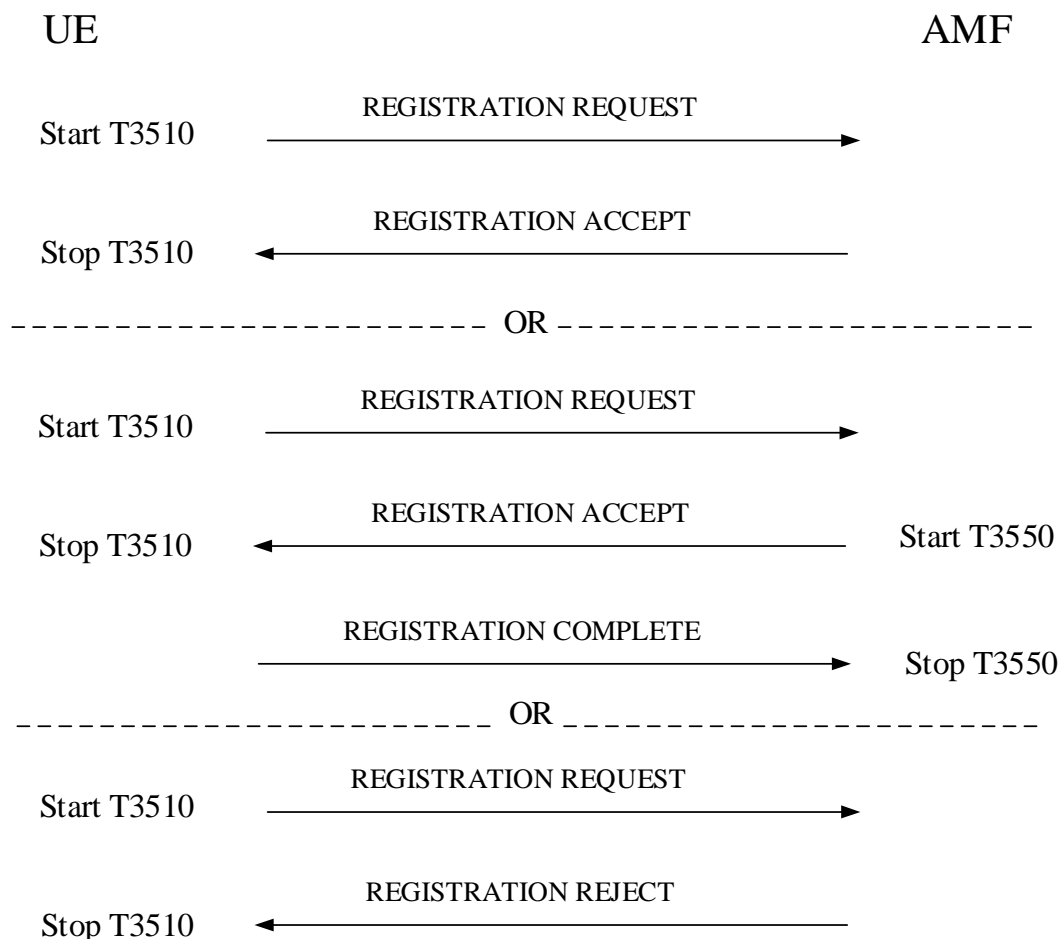 UE AMF
REGISTRATION REQUEST
Start T3510
REGISTRATION ACCEPT
Stop T3510
OR
REGISTRATION REQUEST
Start T3510
REGISTRATION ACCEPT
Stop T3510 Start T3550
REGISTRATION COMPLETE
Stop T3550
OR
REGISTRATION REQUEST
Start T3510
REGISTRATION REJECT
Stop T3510